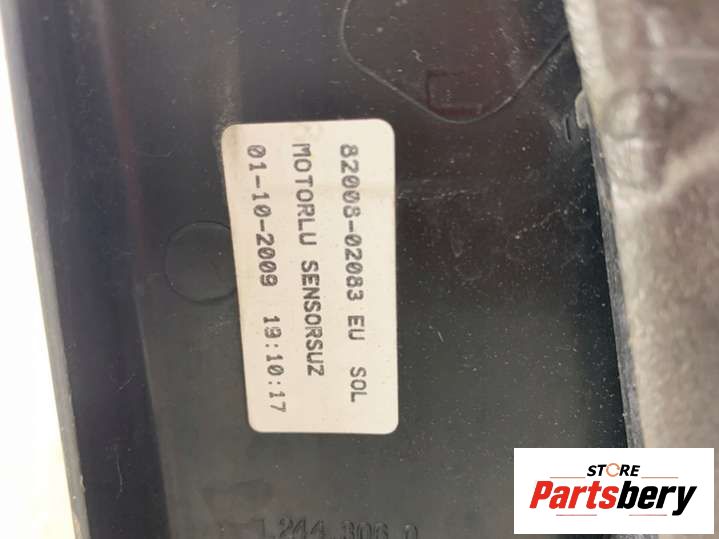 82008-02083 EU SOL
MOTORLU SENSORSUZ
01-10-2009 19:10:17
STORE
Partsbery